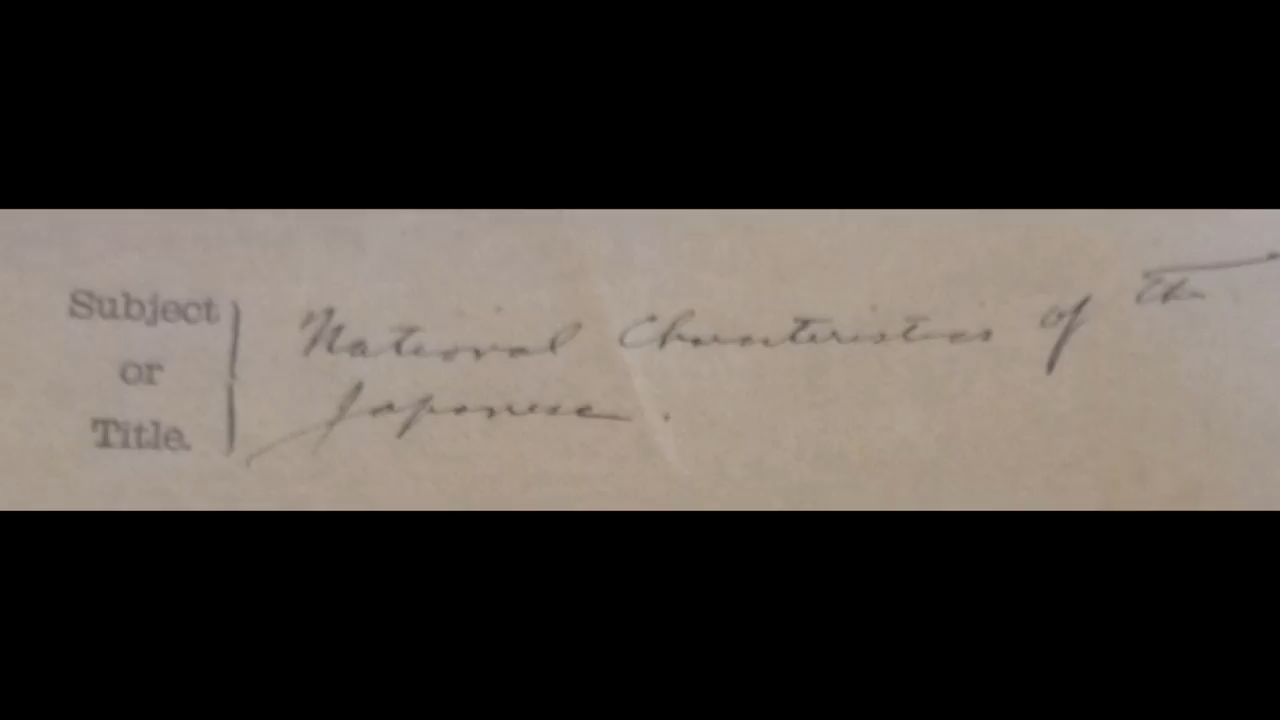 Subject
or
Title.
National Characteristics of the
Japanese.